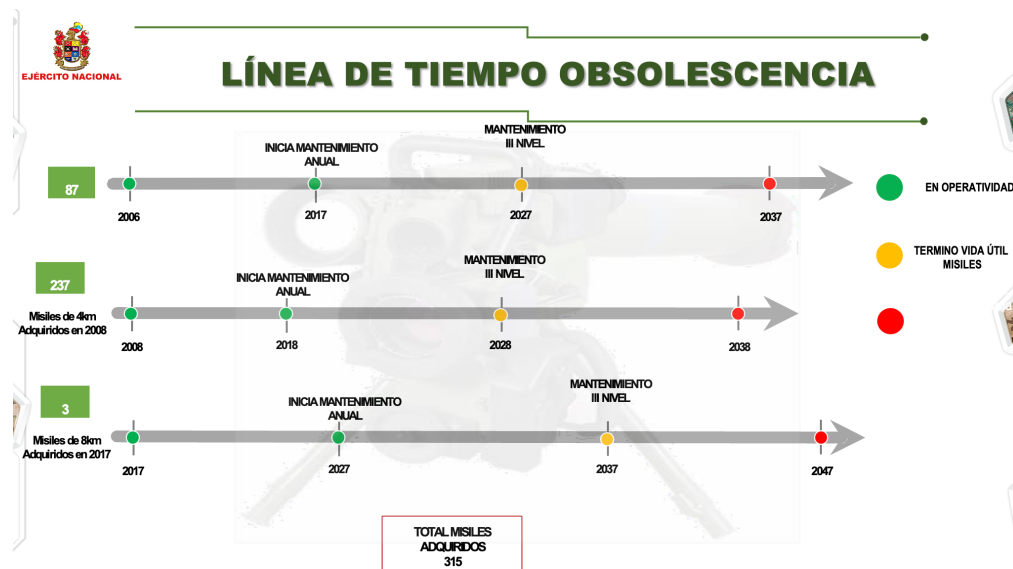 EJÉRCITO NACIONAL
LÍNEA DE TIEMPO OBSOLESCENCIA
87
INICIA MANTENIMIENTO
ANUAL
MANTENIMIENTO
III NIVEL
2006
2017
2027
2037
EN OPERATIVIDAD
TERMINO VIDA ÚTIL
MISILES
237
Misiles de 4km
Adquiridos en 2008
INICIA MANTENIMIENTO
ANUAL
MANTENIMIENTO
III NIVEL
2008
2018
2028
2038
3
Misiles de 8km
Adquiridos en 2017
INICIA MANTENIMIENTO
ANUAL
MANTENIMIENTO
III NIVEL
2017
2027
2037
2047
TOTAL MISILES
ADQUIRIDOS
315